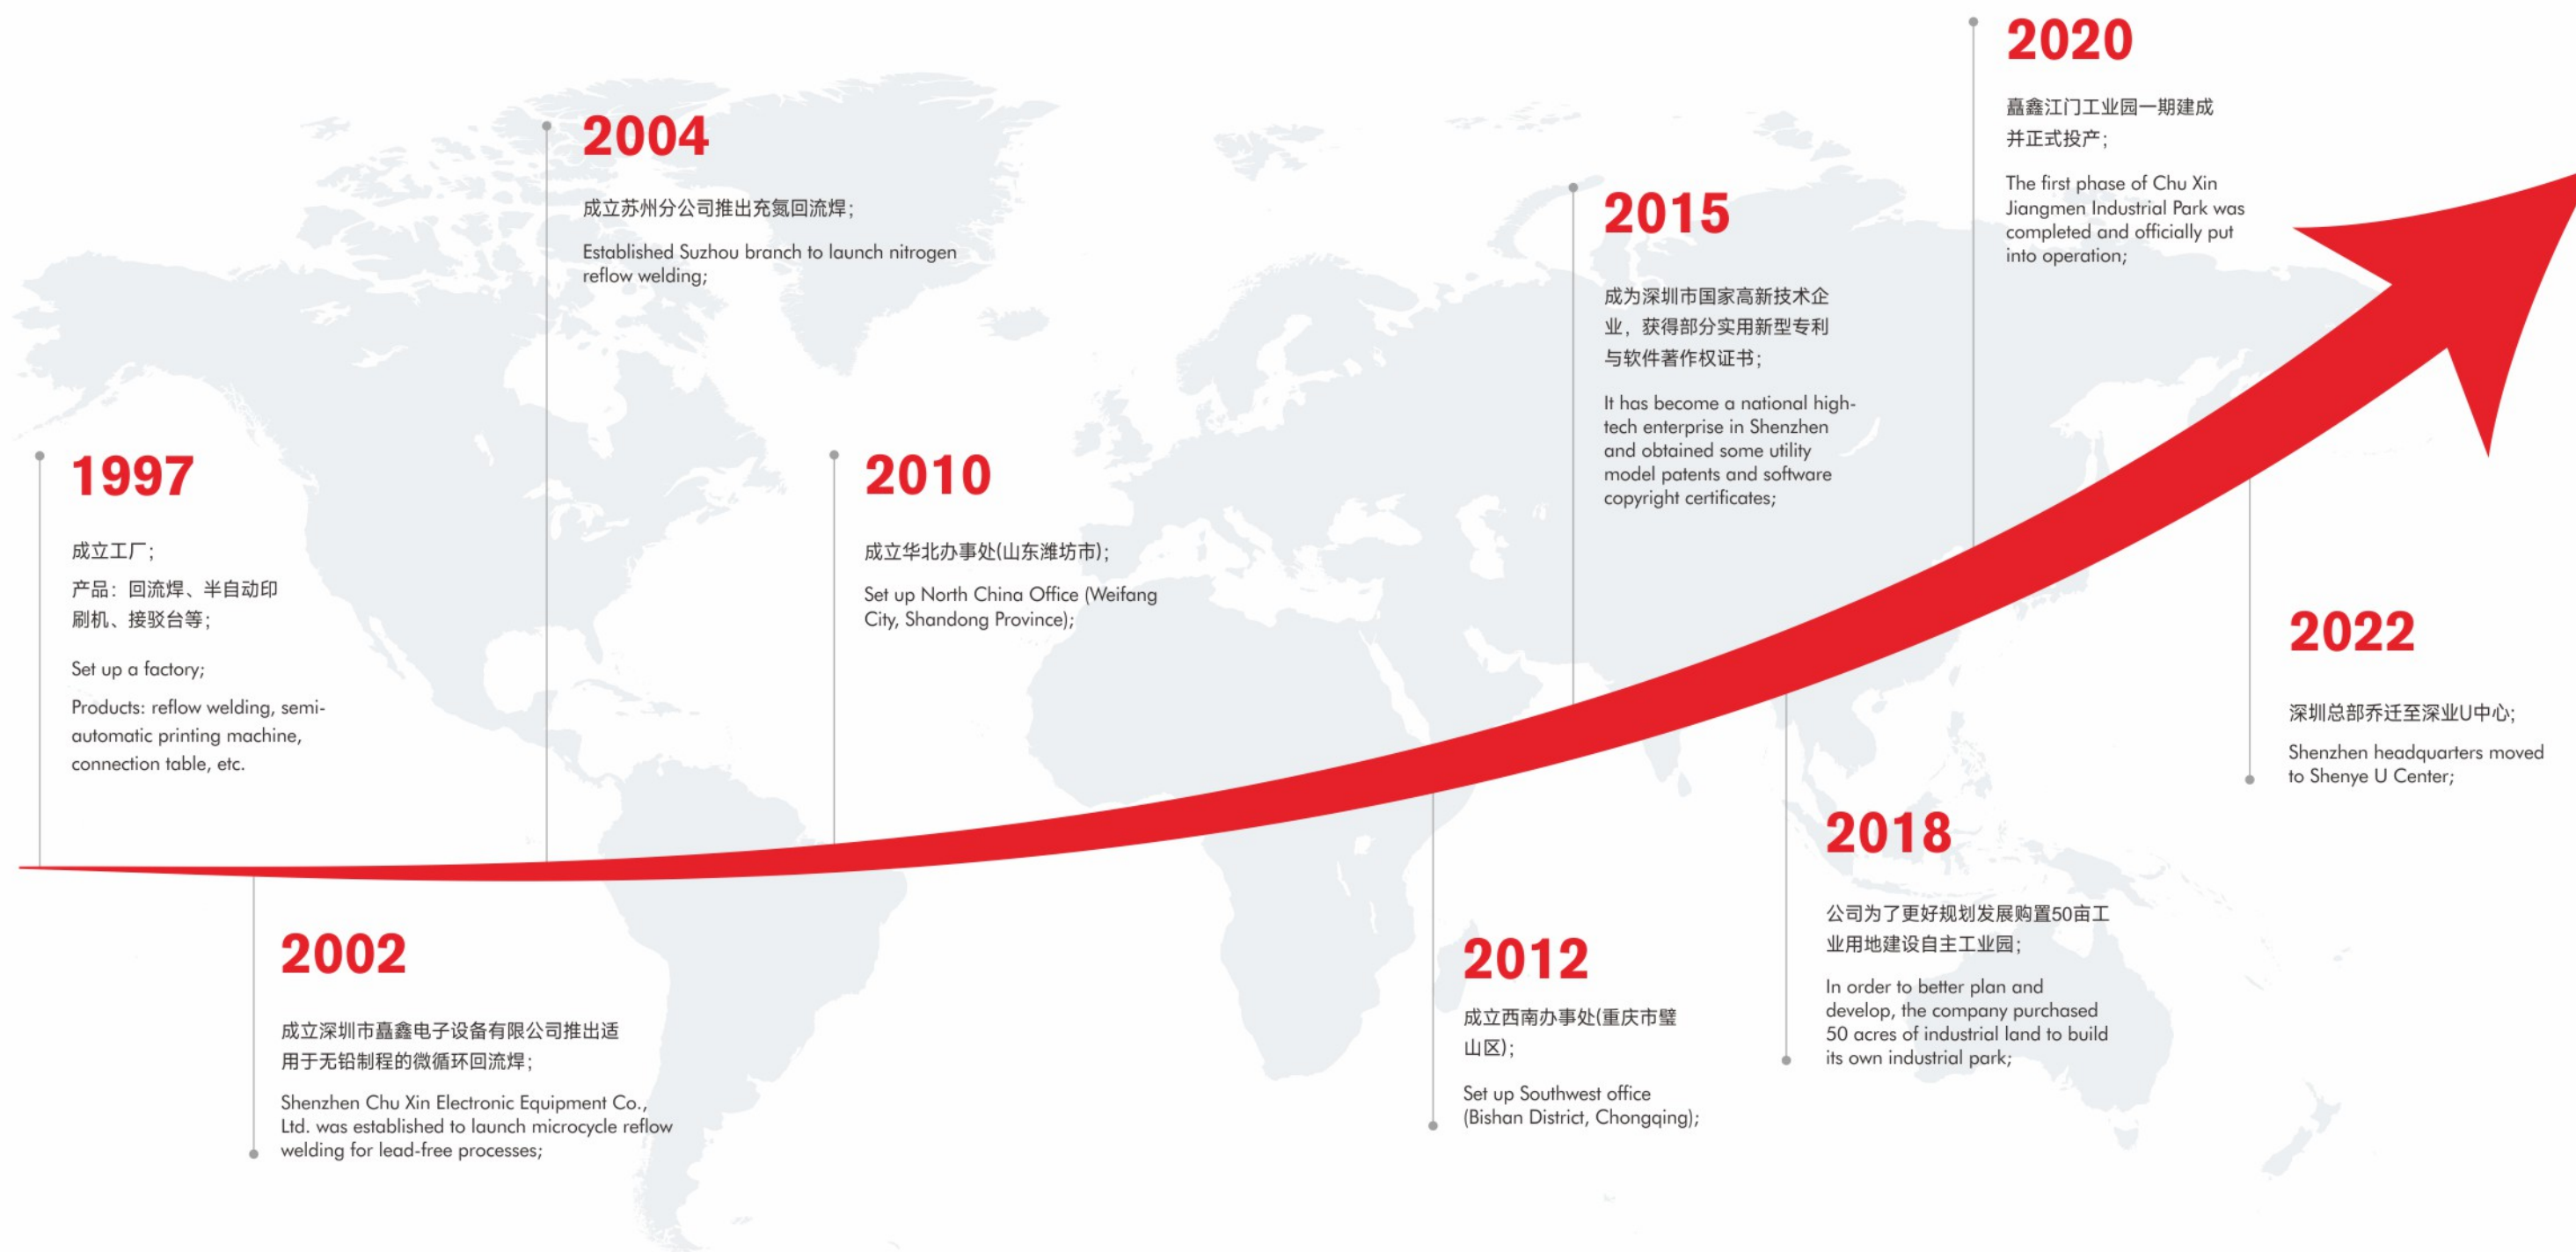 1997
成立工厂；
产品：回流焊、半自动印
刷机、接驳台等；
Set up a factory;
Products: reflow welding, semi-
automatic printing machine,
connection table, etc.
2002
成立深圳市矗鑫电子设备有限公司推出适
用于无铅制程的微循环回流焊；
Shenzhen Chu Xin Electronic Equipment Co.,
Ltd. was established to launch microcycle reflow
welding for lead-free processes;
2004
成立苏州分公司推出充氮回流焊；
Established Suzhou branch to launch nitrogen
reflow welding;
2010
成立华北办事处(山东潍坊市)；
Set up North China Office (Weifang
City, Shandong Province);
2012
成立西南办事处(重庆市璧
山区)；
Set up Southwest office
(Bishan District, Chongqing);
2015
成为深圳市国家高新技术企
业，获得部分实用新型专利
与软件著作权证书；
It has become a national high-
tech enterprise in Shenzhen
and obtained some utility
model patents and software
copyright certificates;
2018
公司为了更好规划发展购置50亩工
业用地建设自主工业园；
In order to better plan and
develop, the company purchased
50 acres of industrial land to build
its own industrial park;
2020
矗鑫江门工业园一期建成
并正式投产；
The first phase of Chu Xin
Jiangmen Industrial Park was
completed and officially put
into operation;
2022
深圳总部乔迁至深业U中心；
Shenzhen headquarters moved
to Shenye U Center;